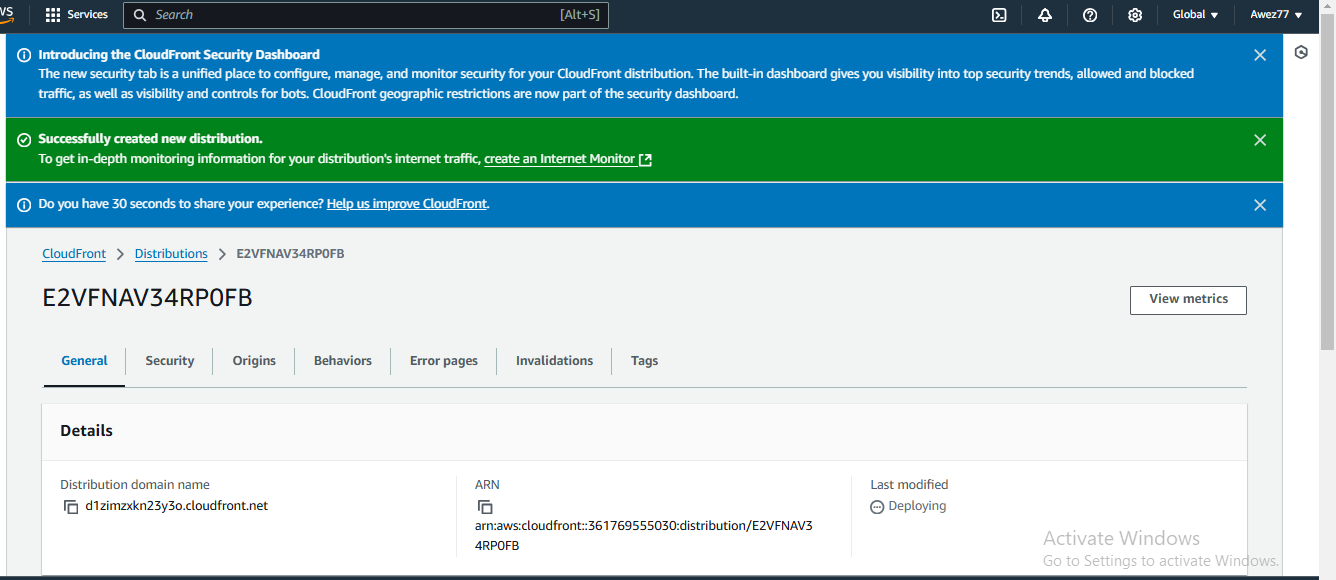 WS
Services
Search [Alt+S]
Global ▼
Awez77 ▼
Introducing the CloudFront Security Dashboard
The new security tab is a unified place to configure, manage, and monitor security for your CloudFront distribution. The built-in dashboard gives you visibility into top security trends, allowed and blocked
traffic, as well as visibility and controls for bots. CloudFront geographic restrictions are now part of the security dashboard.
Successfully created new distribution.
To get in-depth monitoring information for your distribution's internet traffic, create an Internet Monitor
Do you have 30 seconds to share your experience? Help us improve CloudFront.
CloudFront > Distributions > E2VFNAV34RP0FB
E2VFNAV34RP0FB
View metrics
General Security Origins Behaviors Error pages Invalidations Tags
Details
Distribution domain name
d1zimzxkn23y3o.cloudfront.net
ARN
arn:aws:cloudfront::361769555030:distribution/E2VFNAV3
4RP0FB
Last modified
Deploying
Activate Windows
Go to Settings to activate Windows.